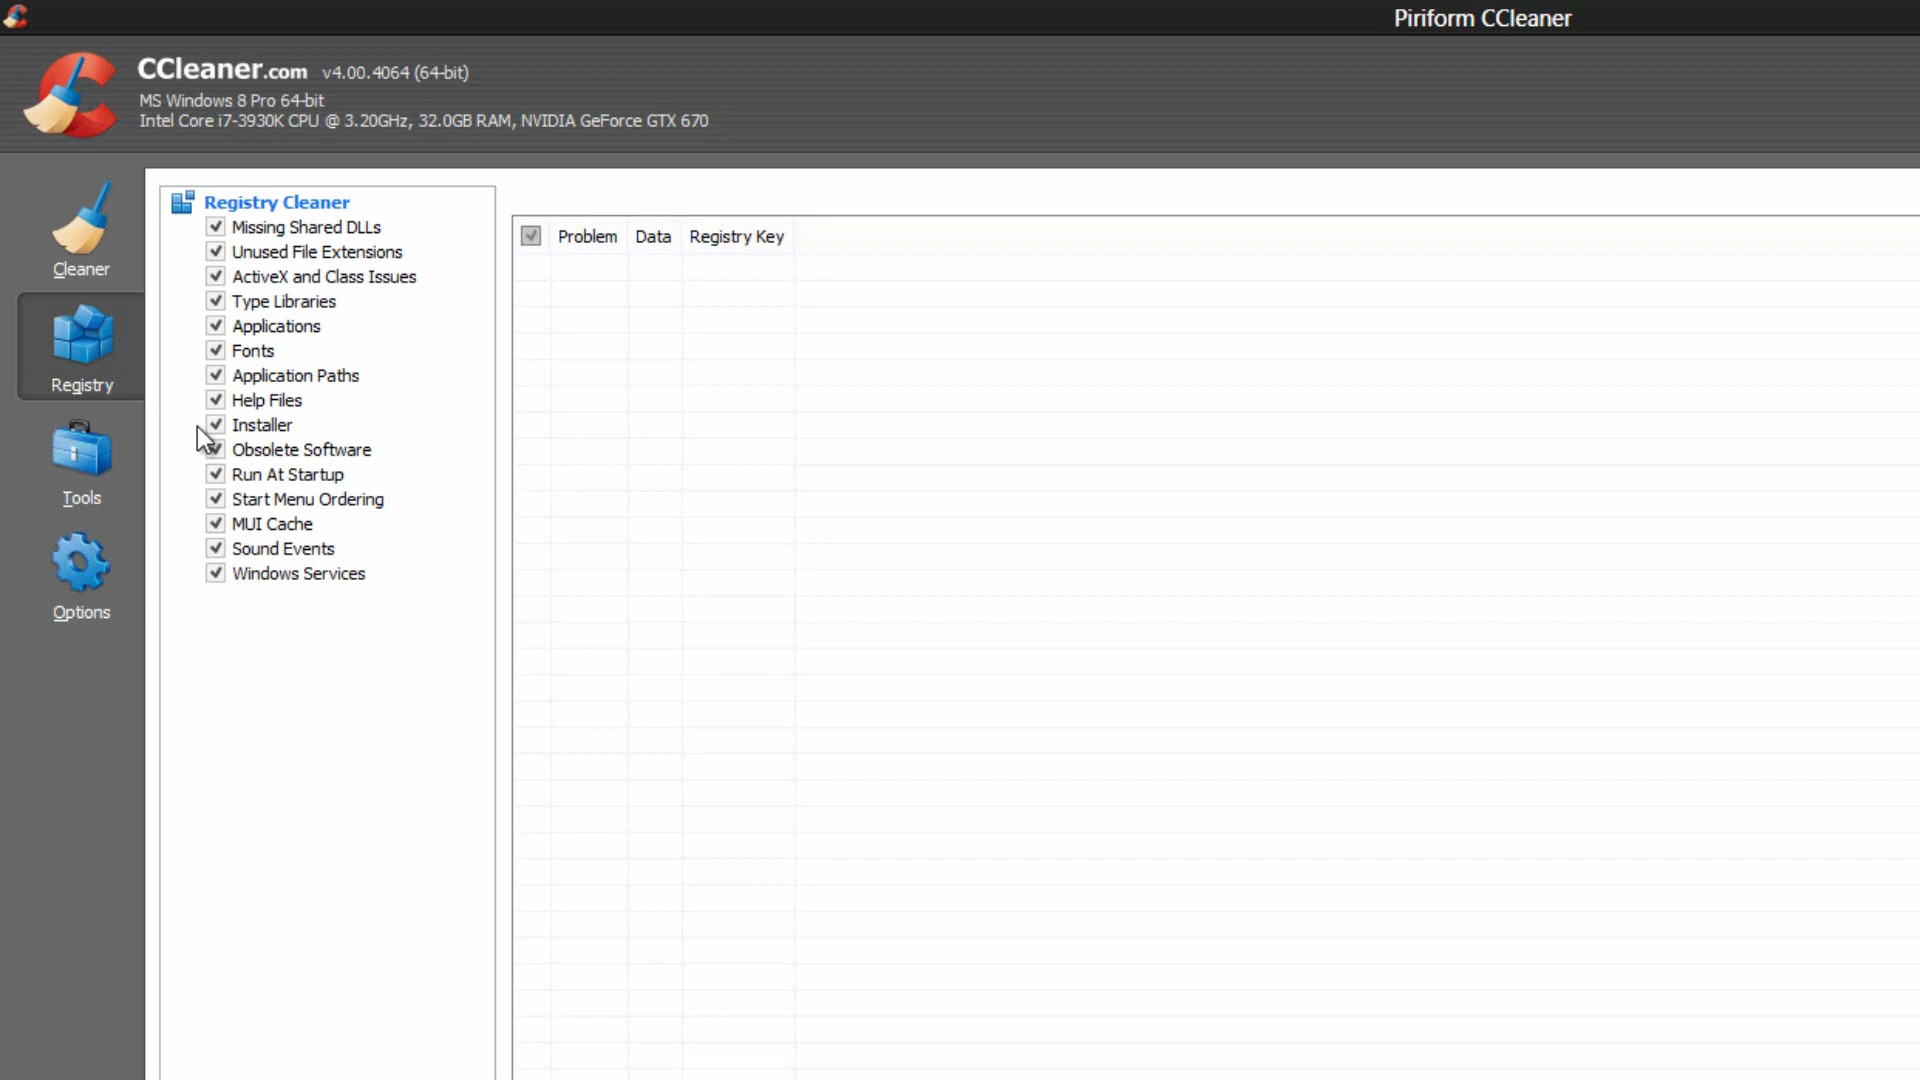 Piriform CCleaner
CCleaner.com v4.00.4064 (64-bit)
MS Windows 8 Pro 64-bit
Intel Core i7-3930K CPU @ 3.20GHz, 32.0GB RAM, NVIDIA GeForce GTX 670
Cleaner
Registry
Tools
Options
Registry Cleaner
Missing Shared DLLs
Unused File Extensions
ActiveX and Class Issues
Type Libraries
Applications
Fonts
Application Paths
Help Files
Installer
Obsolete Software
Run At Startup
Start Menu Ordering
MUI Cache
Sound Events
Windows Services
Problem Data Registry Key